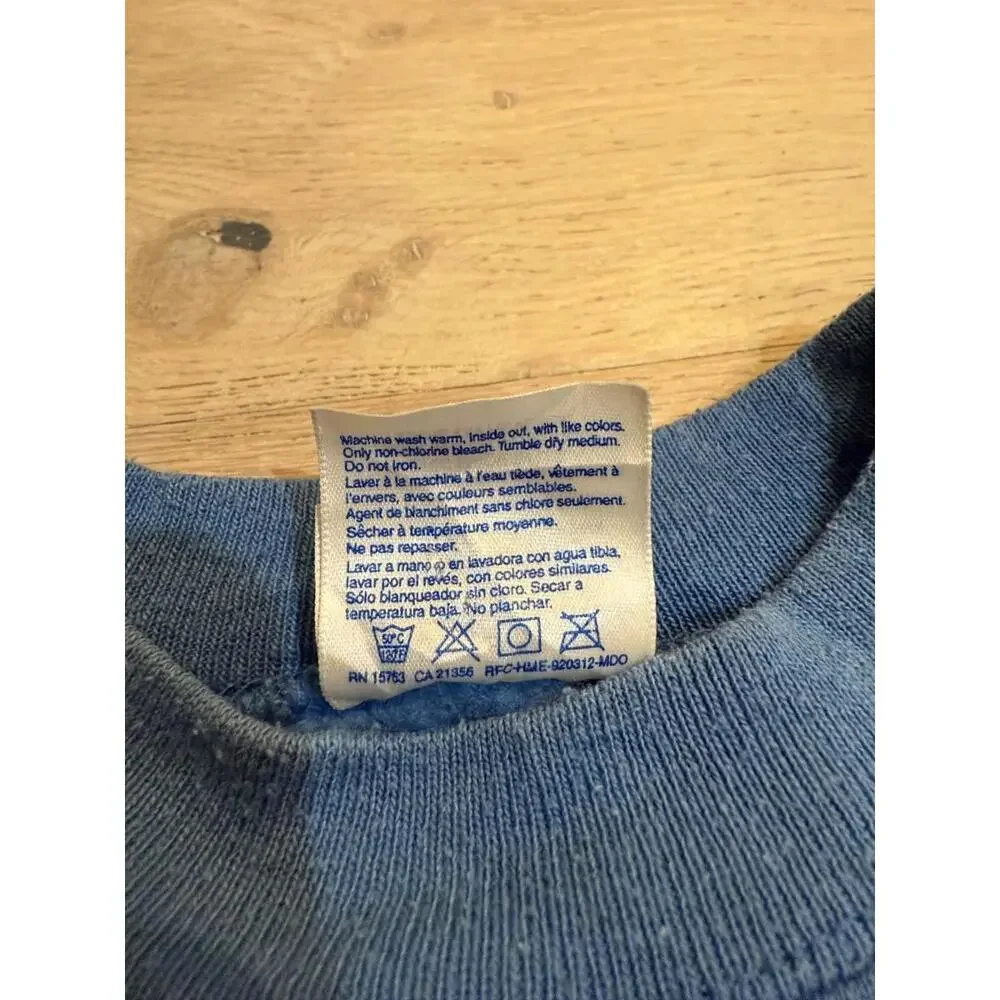 Machine wash warm, inside out, with like colors.
Only non-chlorine bleach. Tumble dry medium.
Do not iron.
Laver à la machine à l'eau tiède, vêtement à
l'envers, avec couleurs semblables.
Agent de blanchiment sans chlore seulement.
Sécher à température moyenne.
Ne pas repasser.
Lavar a mano o en lavadora con agua tibia,
lavar por el revés, con colores similares.
Sólo blanqueador sin cloro. Secar a
temperatura baja. No planchar.
50°C
120°F
RN 15763 CA 21356 RFC-HME-920312-MDO